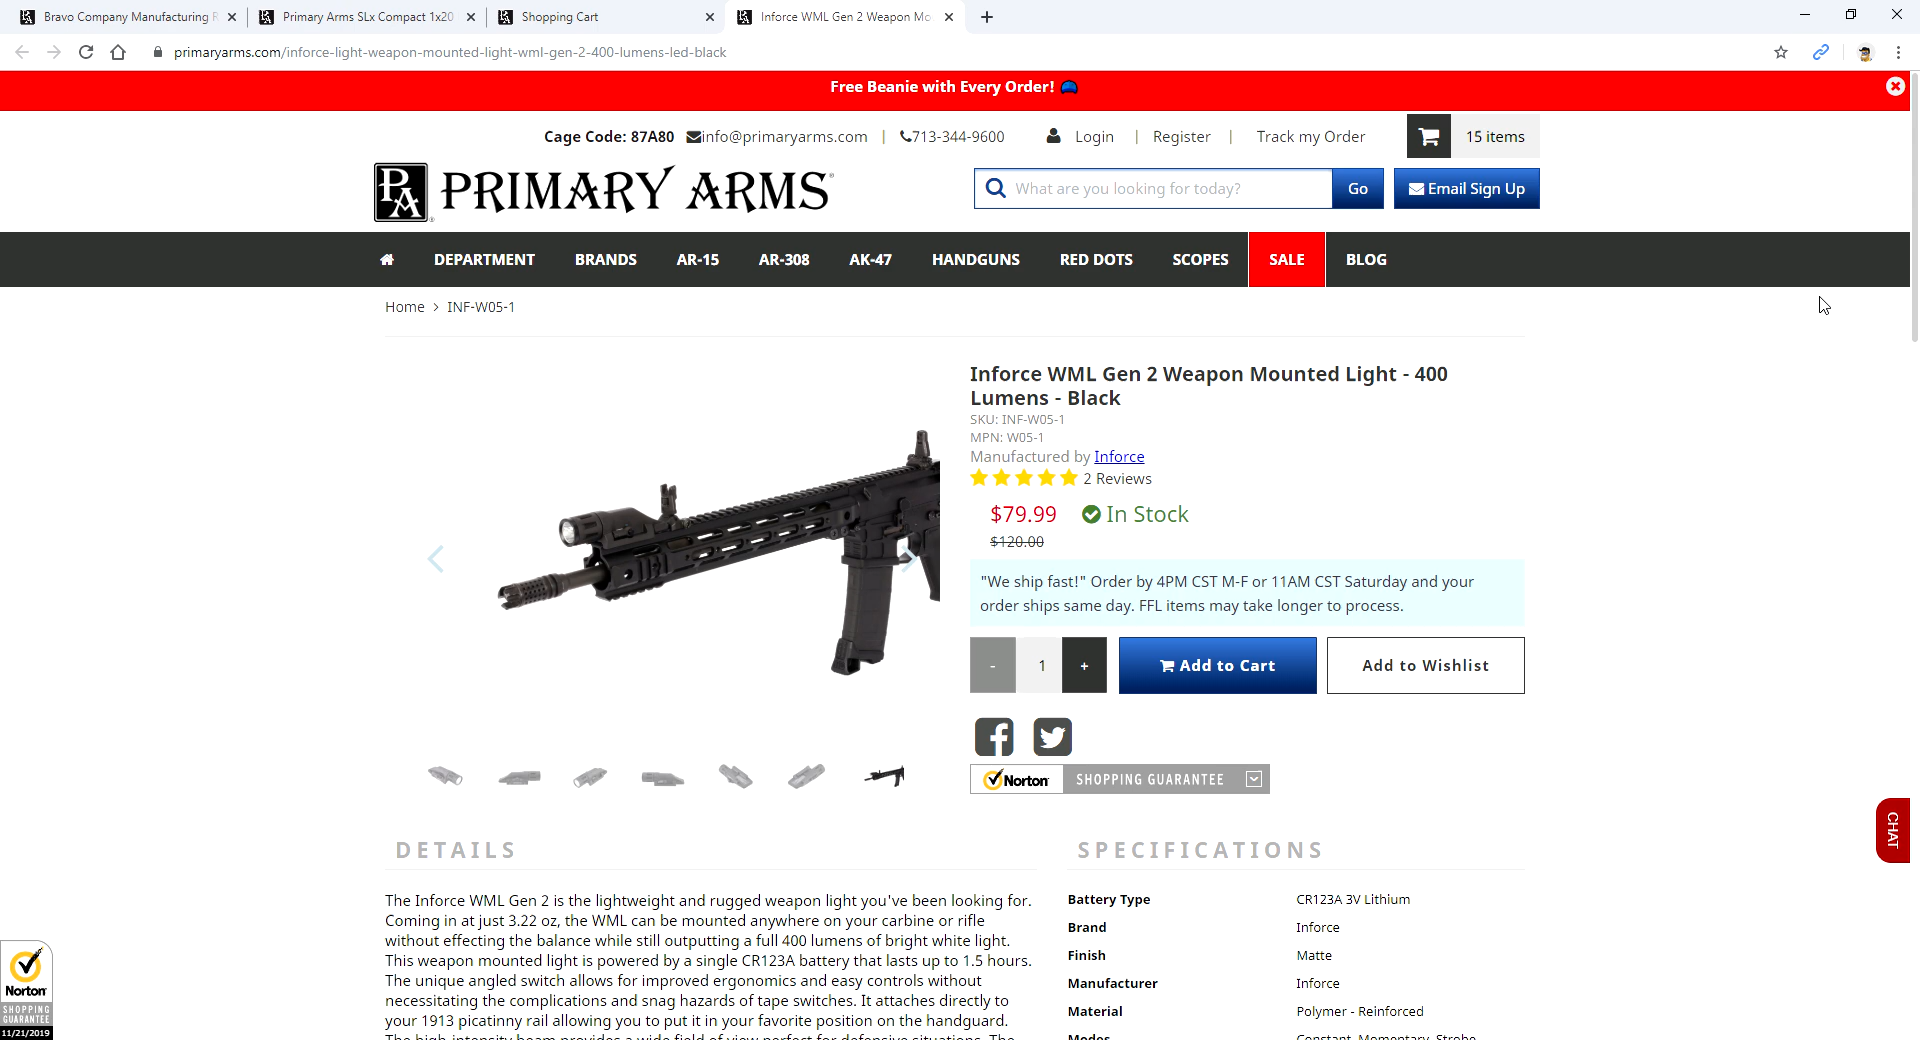 Bravo Company Manufacturing
Primary Arms SLx Compact 1x20
Shopping Cart
Inforce WML Gen 2 Weapon Mo
primaryarms.com/inforce-light-weapon-mounted-light-wml-gen-2-400-lumens-led-black
Free Beanie with Every Order!
Cage Code: 87A80 info@primaryarms.com | 713-344-9600 Login | Register | Track my Order 15 items
PA PRIMARY ARMS
What are you looking for today? Go Email Sign Up
DEPARTMENT BRANDS AR-15 AR-308 AK-47 HANDGUNS RED DOTS SCOPES SALE BLOG
Home > INF-W05-1
Inforce WML Gen 2 Weapon Mounted Light - 400
Lumens - Black
SKU: INF-W05-1
MPN: W05-1
Manufactured by Inforce
2 Reviews
$79.99 In Stock
$120.00
"We ship fast!" Order by 4PM CST M-F or 11AM CST Saturday and your
order ships same day. FFL items may take longer to process.
- 1 + Add to Cart Add to Wishlist
Norton SHOPPING GUARANTEE
CHAT
DETAILS
The Inforce WML Gen 2 is the lightweight and rugged weapon light you've been looking for.
Coming in at just 3.22 oz, the WML can be mounted anywhere on your carbine or rifle
without effecting the balance while still outputting a full 400 lumens of bright white light.
This weapon mounted light is powered by a single CR123A battery that lasts up to 1.5 hours.
The unique angled switch allows for improved ergonomics and easy controls without
necessitating the complications and snag hazards of tape switches. It attaches directly to
your 1913 picatinny rail allowing you to put it in your favorite position on the handguard.
The high-intensity beam provides a wide field of view perfect for defensive situations. The
SPECIFICATIONS
Battery Type CR123A 3V Lithium
Brand Inforce
Finish Matte
Manufacturer Inforce
Material Polymer - Reinforced
Modes Constant, Momentary, Strobe
Norton
SHOPPING
GUARANTEE
11/21/2019